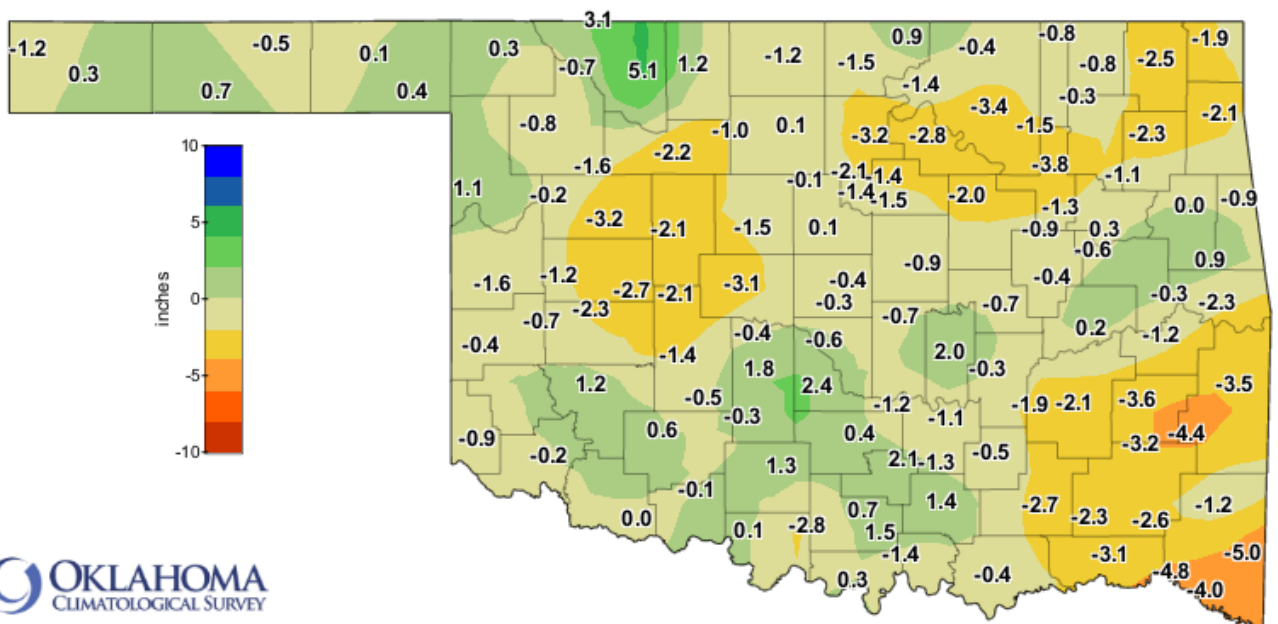 3.1
-1.2 -0.5 0.1 0.3 -1.2 -1.5 0.9 -0.4 -0.8 -1.9
0.3 -0.7 5.1 1.2 -0.8 -2.5
0.7 0.4 -1.4 -0.3
-3.4 -2.1
-0.8 -1.0 0.1 -3.2 -2.8 -1.5 -2.3
10
-1.6 -2.2 -3.8
-0.1 -2.1 -1.4 -1.1
1.1 -0.2 -1.4 -1.5 -2.0 -1.3 0.0 -0.9
5
-3.2 -2.1 -1.5 0.1 -0.9 0.3
-0.6
-0.9 0.9
-1.6 -1.2 -2.7 -2.1 -3.1 -0.4 -0.4
inches
0
-2.3 -0.3 -0.7 -0.3 -2.3
-0.7 -0.7 0.2 -1.2
-0.4 -1.4 -0.4 -0.6 2.0
-5
1.2 1.8 2.4 -0.3 -3.5
-0.5 -1.2 -1.9 -2.1 -3.6
-0.3 -1.1
-0.9 0.6 0.4 -3.2 -4.4
-10
-0.2 1.3 2.1 -1.3 -0.5
-0.1 0.7 1.4 -2.7 -1.2
0.0 0.1 -2.8 1.5 -2.3 -2.6
-1.4 -3.1 -5.0
0.3 -0.4 -4.8
-4.0
OKLAHOMA
CLIMATOLOGICAL SURVEY